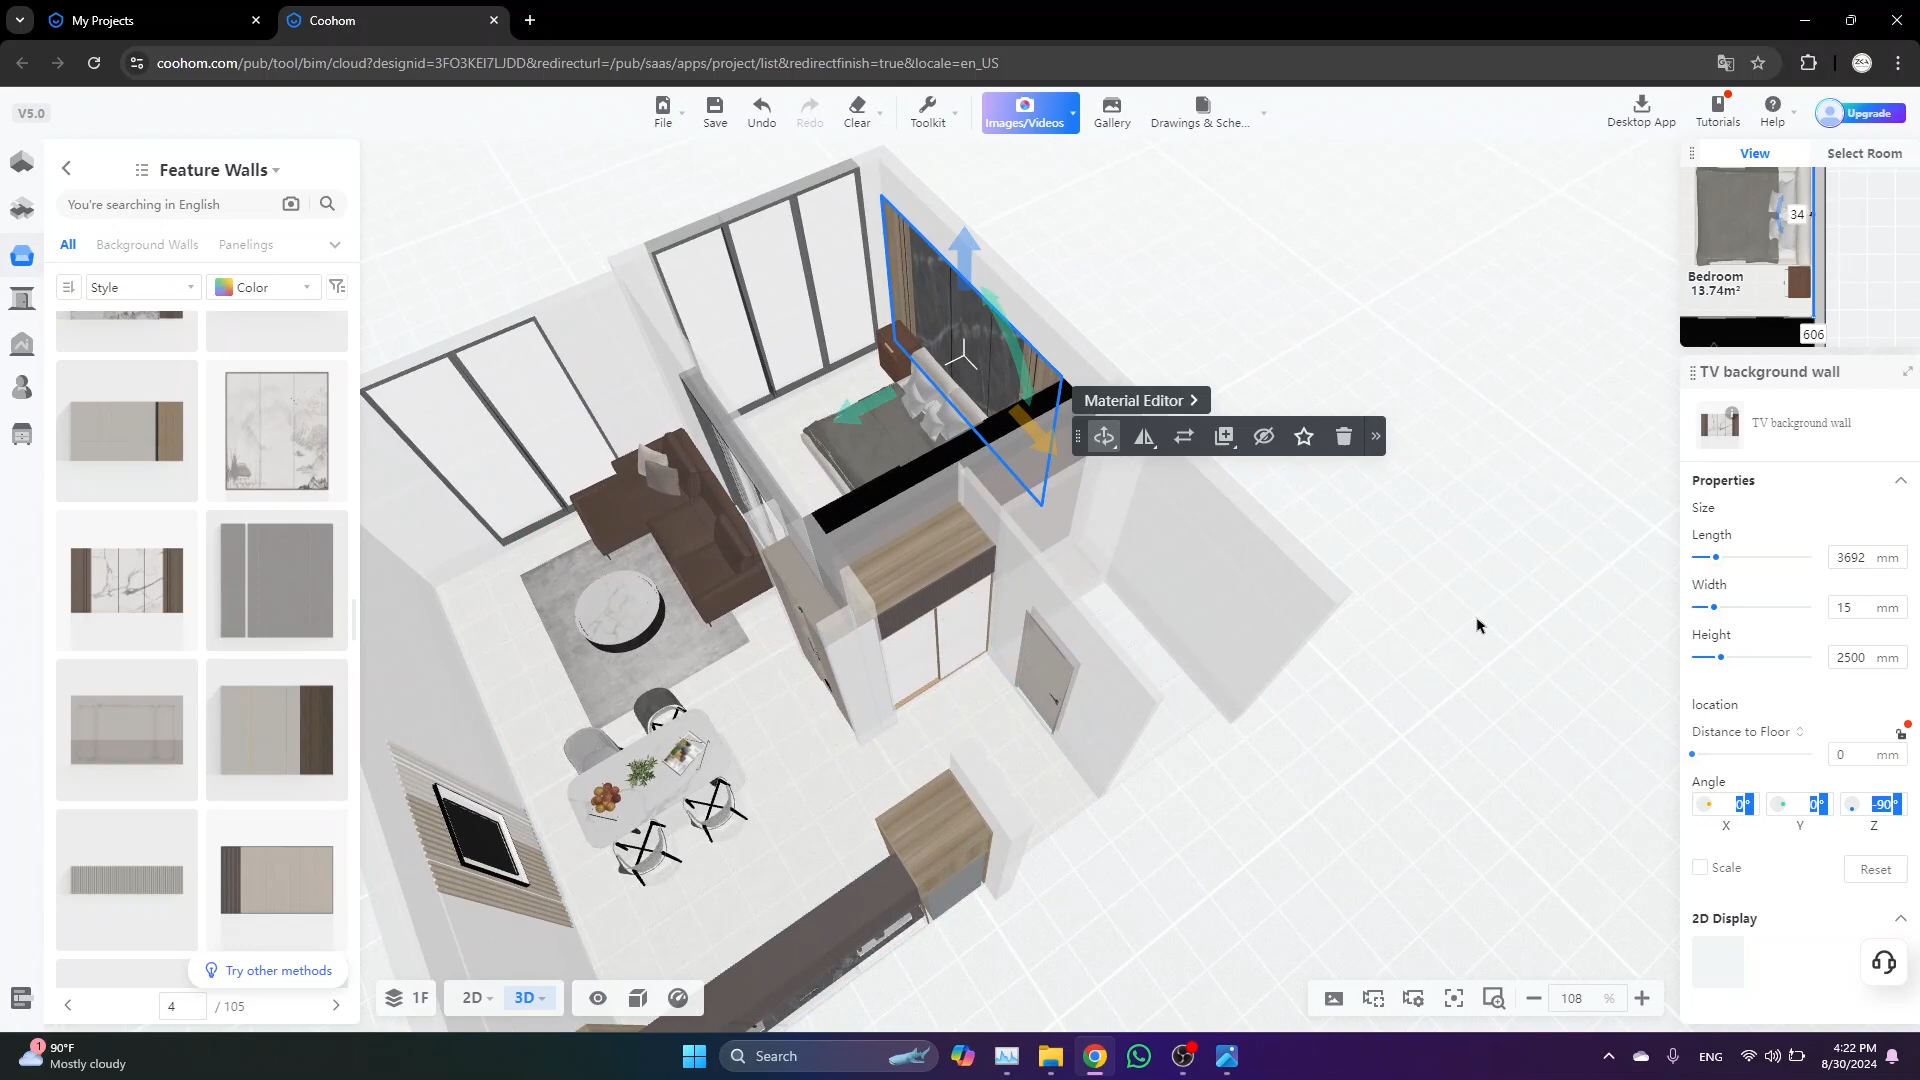 My Projects
Coohom
coohom.com/pub/tool/bim/cloud?designid=3FO3KEI7LJDD&redirecturl=/pub/saas/apps/project/list&redirectfinish=true&locale=en_US
V5.0
File
Save
Undo
Redo
Clear
Toolkit
Images/Videos
Gallery
Drawings & Sche...
Desktop App
Tutorials
Help
Upgrade
Feature Walls
You're searching in English
All
Background Walls
Panelings
Style
Color
Try other methods
4 / 105
Material Editor >
View
Select Room
34
Bedroom
13.74m²
606
TV background wall
TV background wall
Properties
Size
Length
3692 mm
Width
15 mm
Height
2500 mm
location
Distance to Floor
0 mm
Angle
0° 0° -90°
X Y Z
Scale
Reset
2D Display
1F
2D
3D
108 %
1
90°F
Mostly cloudy
Search
ENG
4:22 PM
8/30/2024